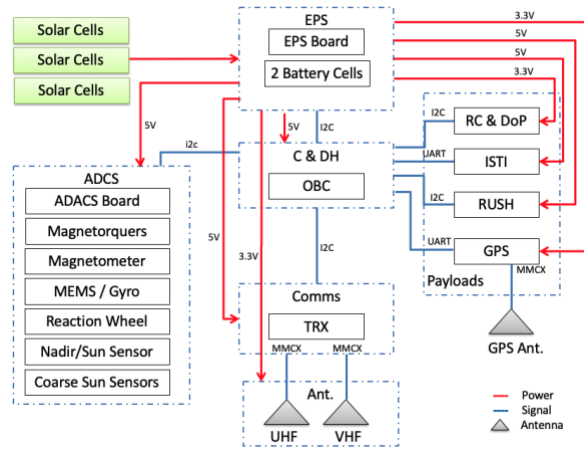 Solar Cells
Solar Cells
Solar Cells
EPS
EPS Board
2 Battery Cells
3.3V
5V
5V
3.3V
5V
i2c
5V
I2C
I2C
RC & DoP
UART
ISTI
I2C
RUSH
UART
GPS
MMCX
Payloads
GPS Ant.
C & DH
OBC
ADCS
ADACS Board
Magnetorquers
Magnetometer
MEMS / Gyro
Reaction Wheel
Nadir/Sun Sensor
Coarse Sun Sensors
5V
3.3V
I2C
Comms
TRX
MMCX
MMCX
Ant.
UHF
VHF
Power
Signal
Antenna